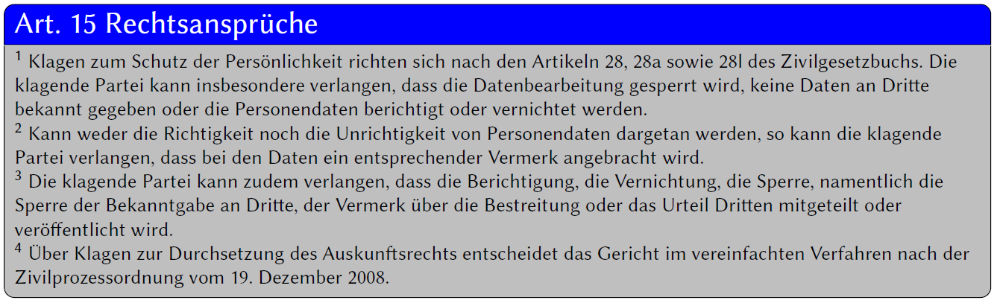 Art. 15 Rechtsansprüche
¹ Klagen zum Schutz der Persönlichkeit richten sich nach den Artikeln 28, 28a sowie 28l des Zivilgesetzbuchs. Die
klagende Partei kann insbesondere verlangen, dass die Datenbearbeitung gesperrt wird, keine Daten an Dritte
bekannt gegeben oder die Personendaten berichtigt oder vernichtet werden.
² Kann weder die Richtigkeit noch die Unrichtigkeit von Personendaten dargetan werden, so kann die klagende
Partei verlangen, dass bei den Daten ein entsprechender Vermerk angebracht wird.
³ Die klagende Partei kann zudem verlangen, dass die Berichtigung, die Vernichtung, die Sperre, namentlich die
Sperre der Bekanntgabe an Dritte, der Vermerk über die Bestreitung oder das Urteil Dritten mitgeteilt oder
veröffentlicht wird.
⁴ Über Klagen zur Durchsetzung des Auskunftsrechts entscheidet das Gericht im vereinfachten Verfahren nach der
Zivilprozessordnung vom 19. Dezember 2008.